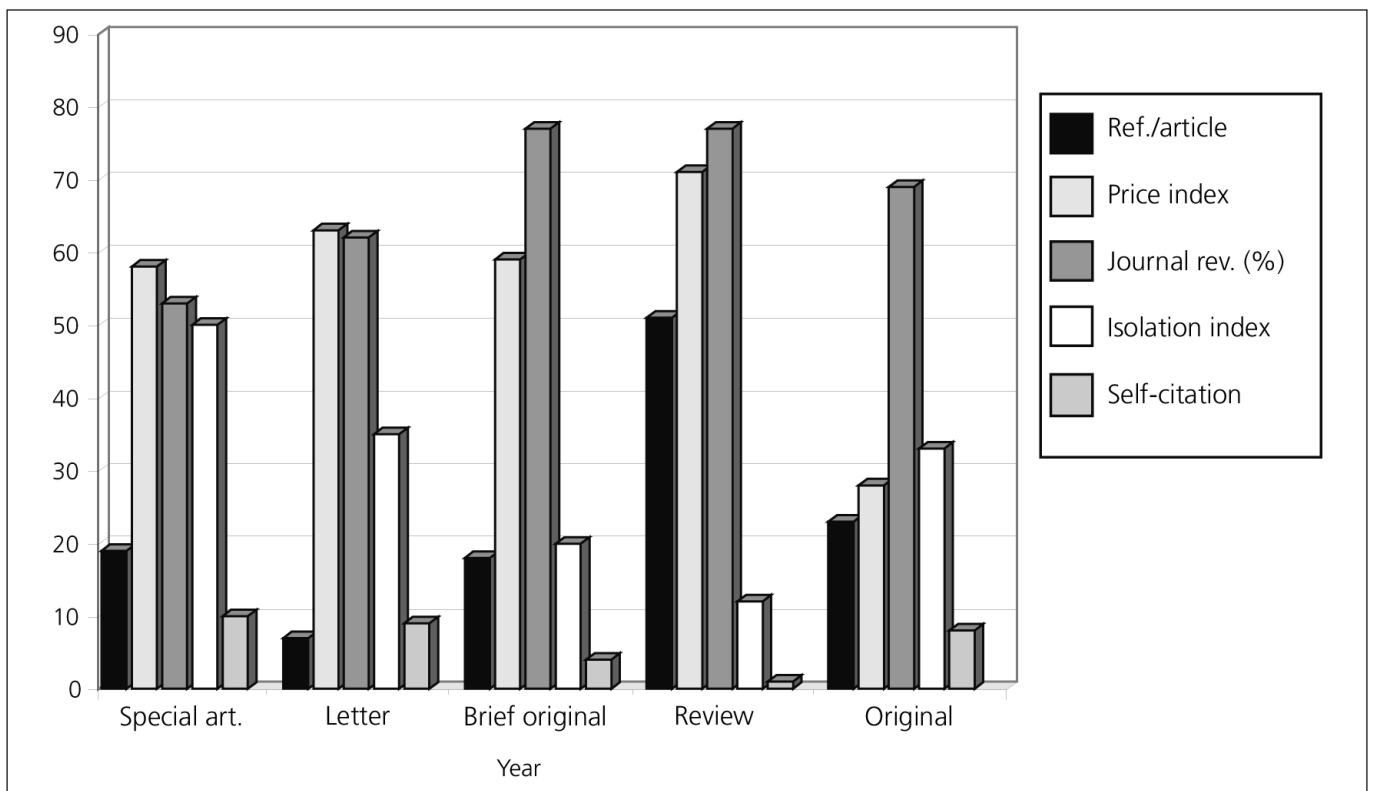 90
80
70
60
50
40
30
20
10
0
Special art.
Letter
Brief original
Review
Original
Year
Ref./article
Price index
Journal rev. (%)
Isolation index
Self-citation